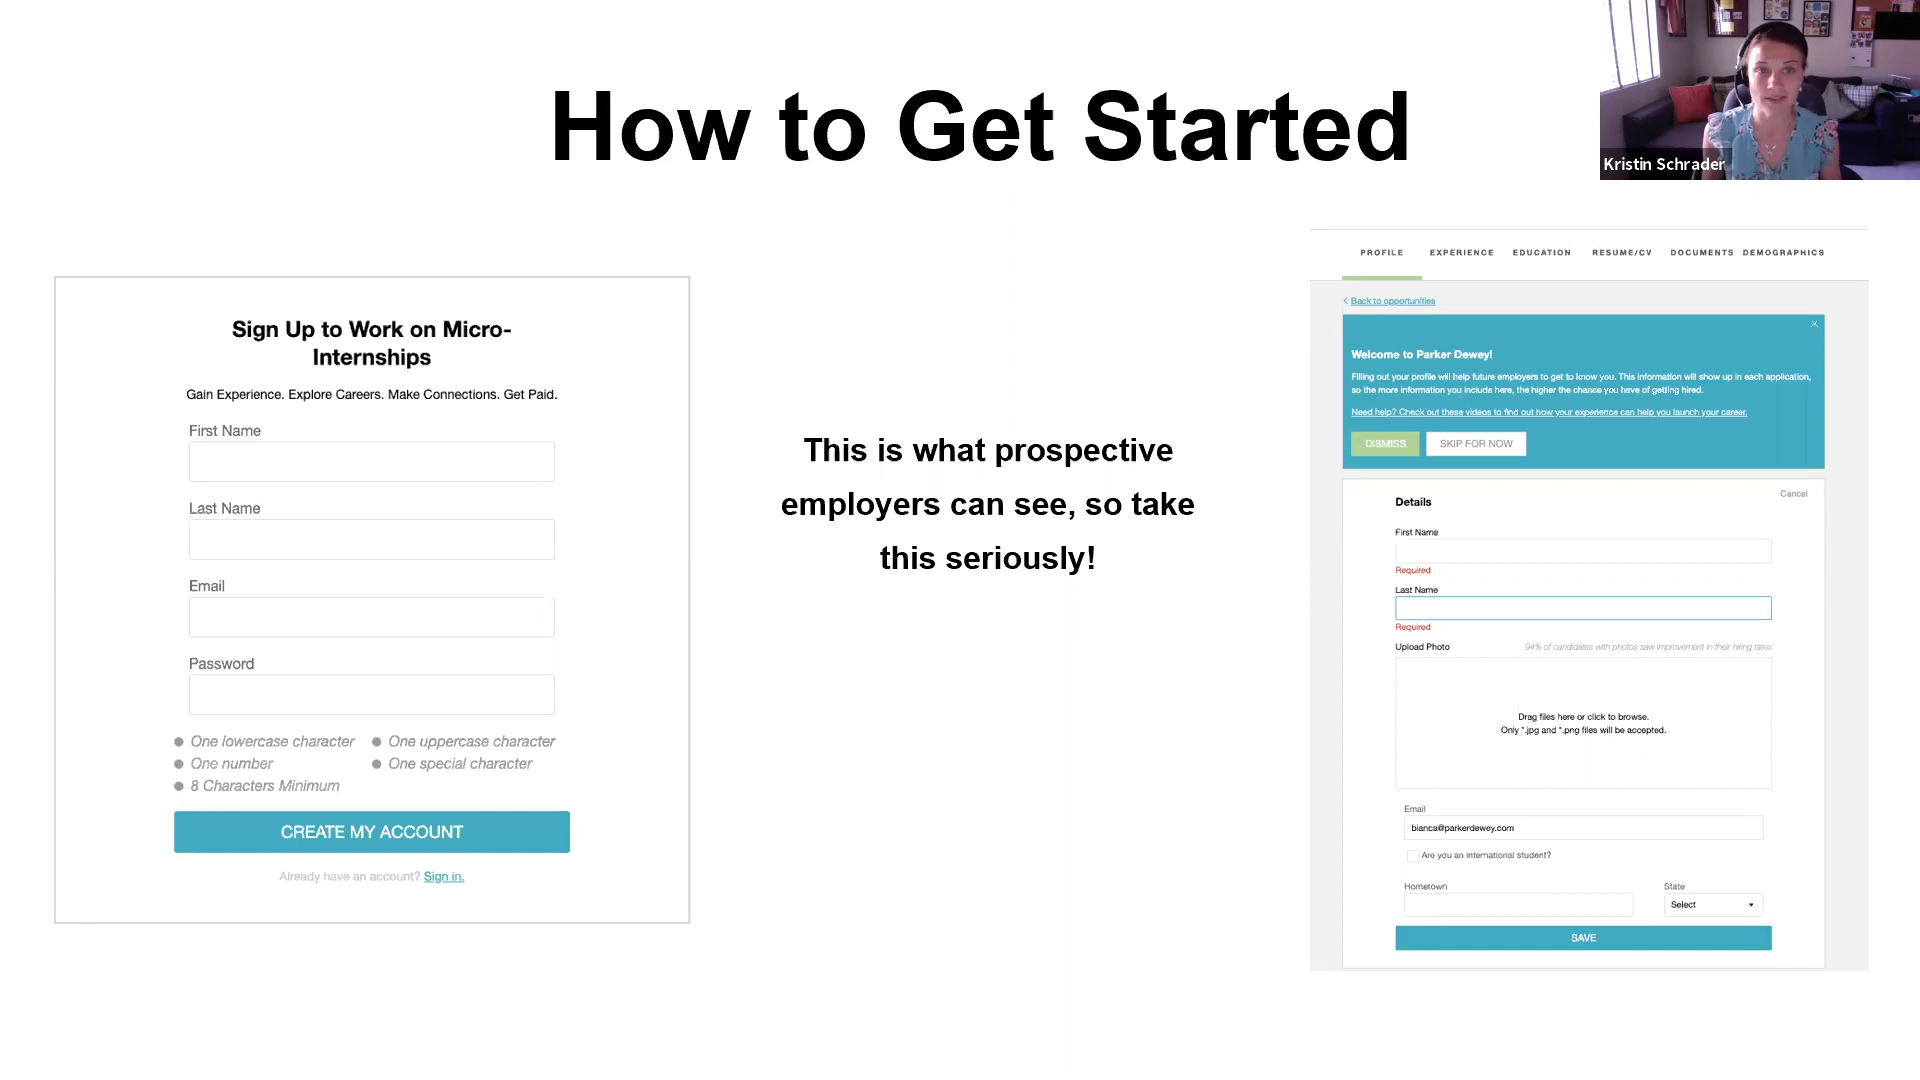 How to Get Started
Kristin Schrader
Sign Up to Work on Micro-
Internships
Gain Experience. Explore Careers. Make Connections. Get Paid.
First Name
Last Name
Email
Password
One lowercase character
One uppercase character
One number
One special character
8 Characters Minimum
CREATE MY ACCOUNT
Already have an account? Sign in.
This is what prospective
employers can see, so take
this seriously!
PROFILE EXPERIENCE EDUCATION RESUME/CV DOCUMENTS DEMOGRAPHICS
Back to opportunities
Welcome to Parker Dewey!
Filling out your profile will help future employers to get to know you. This information will show up in each application,
so the more information you include here, the higher the chance you have of getting hired.
Need help? Check out these videos to find out how your experience can help you launch your career.
DISMISS SKIP FOR NOW
Details Cancel
First Name
Required
Last Name
Required
Upload Photo 94% of candidates with photos saw improvement in their hiring rates
Drag files here or click to browse.
Only *.jpg and *.png files will be accepted.
Email
bianca@parkerdewey.com
Are you an international student?
Hometown State
Select
SAVE